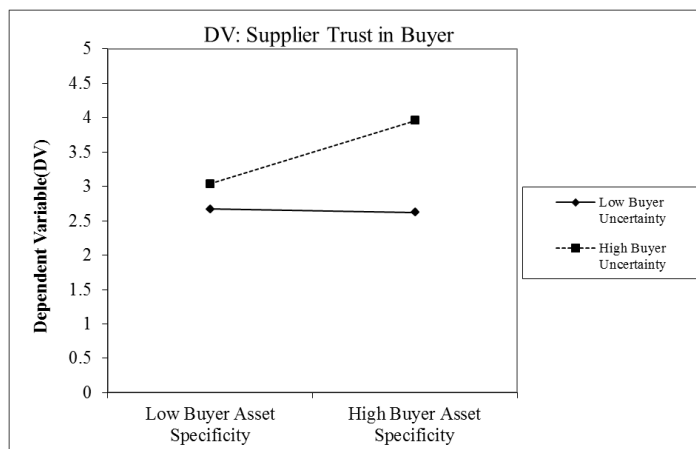 DV: Supplier Trust in Buyer
Dependent Variable(DV)
5
4.5
4
3.5
3
2.5
2
1.5
1
0.5
0
Low Buyer Asset
Specificity
High Buyer Asset
Specificity
Low Buyer
Uncertainty
High Buyer
Uncertainty